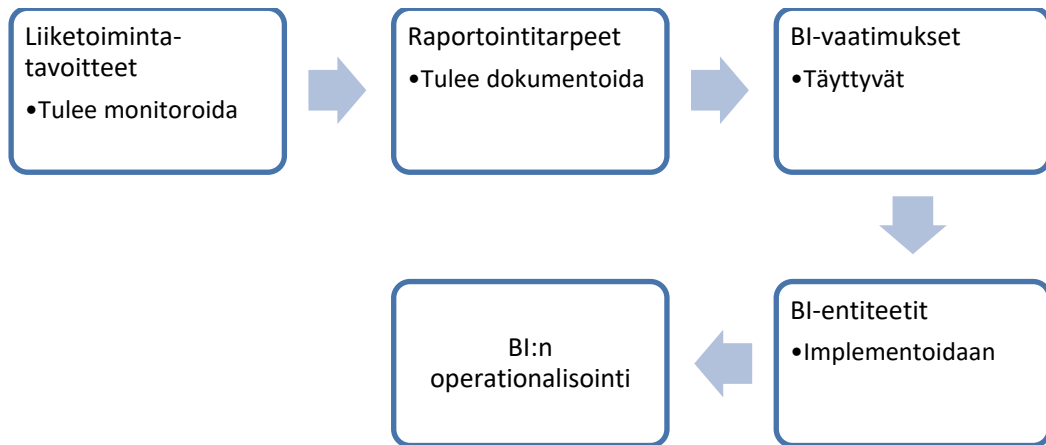 Liiketoiminta-
tavoitteet
•Tulee monitoroida
Raportointitarpeet
•Tulee dokumentoida
BI-vaatimukset
•Täyttyvät
BI-entiteetit
•Implementoidaan
BI:n
operationalisointi